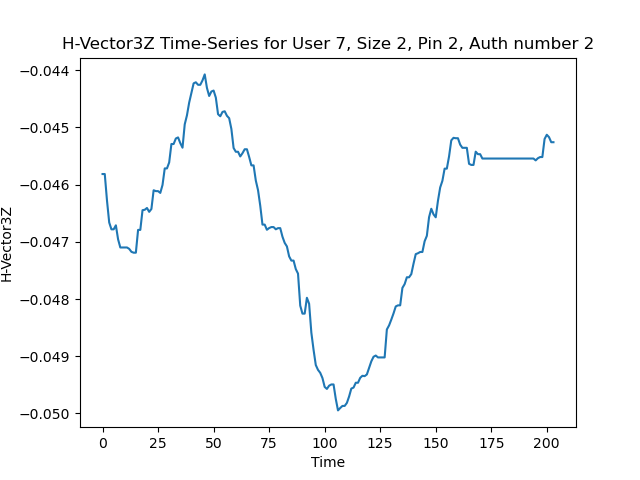 H-Vector3Z Time-Series for User 7, Size 2, Pin 2, Auth number 2
−0.044
−0.045
−0.046
−0.047
−0.048
−0.049
−0.050
H-Vector3Z
0 25 50 75 100 125 150 175 200
Time